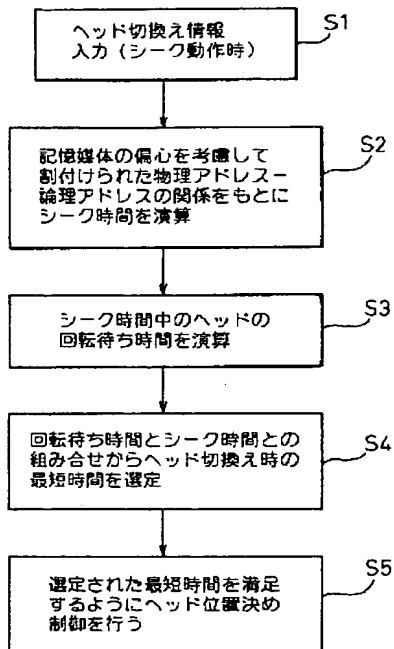 ヘッド切換え情報
入力（シーク動作時）
S1
記憶媒体の偏心を考慮して
割付けられた物理アドレス－
論理アドレスの関係をもとに
シーク時間を演算
S2
シーク時間中のヘッドの
回転待ち時間を演算
S3
回転待ち時間とシーク時間との
組み合せからヘッド切換え時の
最短時間を選定
S4
選定された最短時間を満足
するようにヘッド位置決め
制御を行う
S5